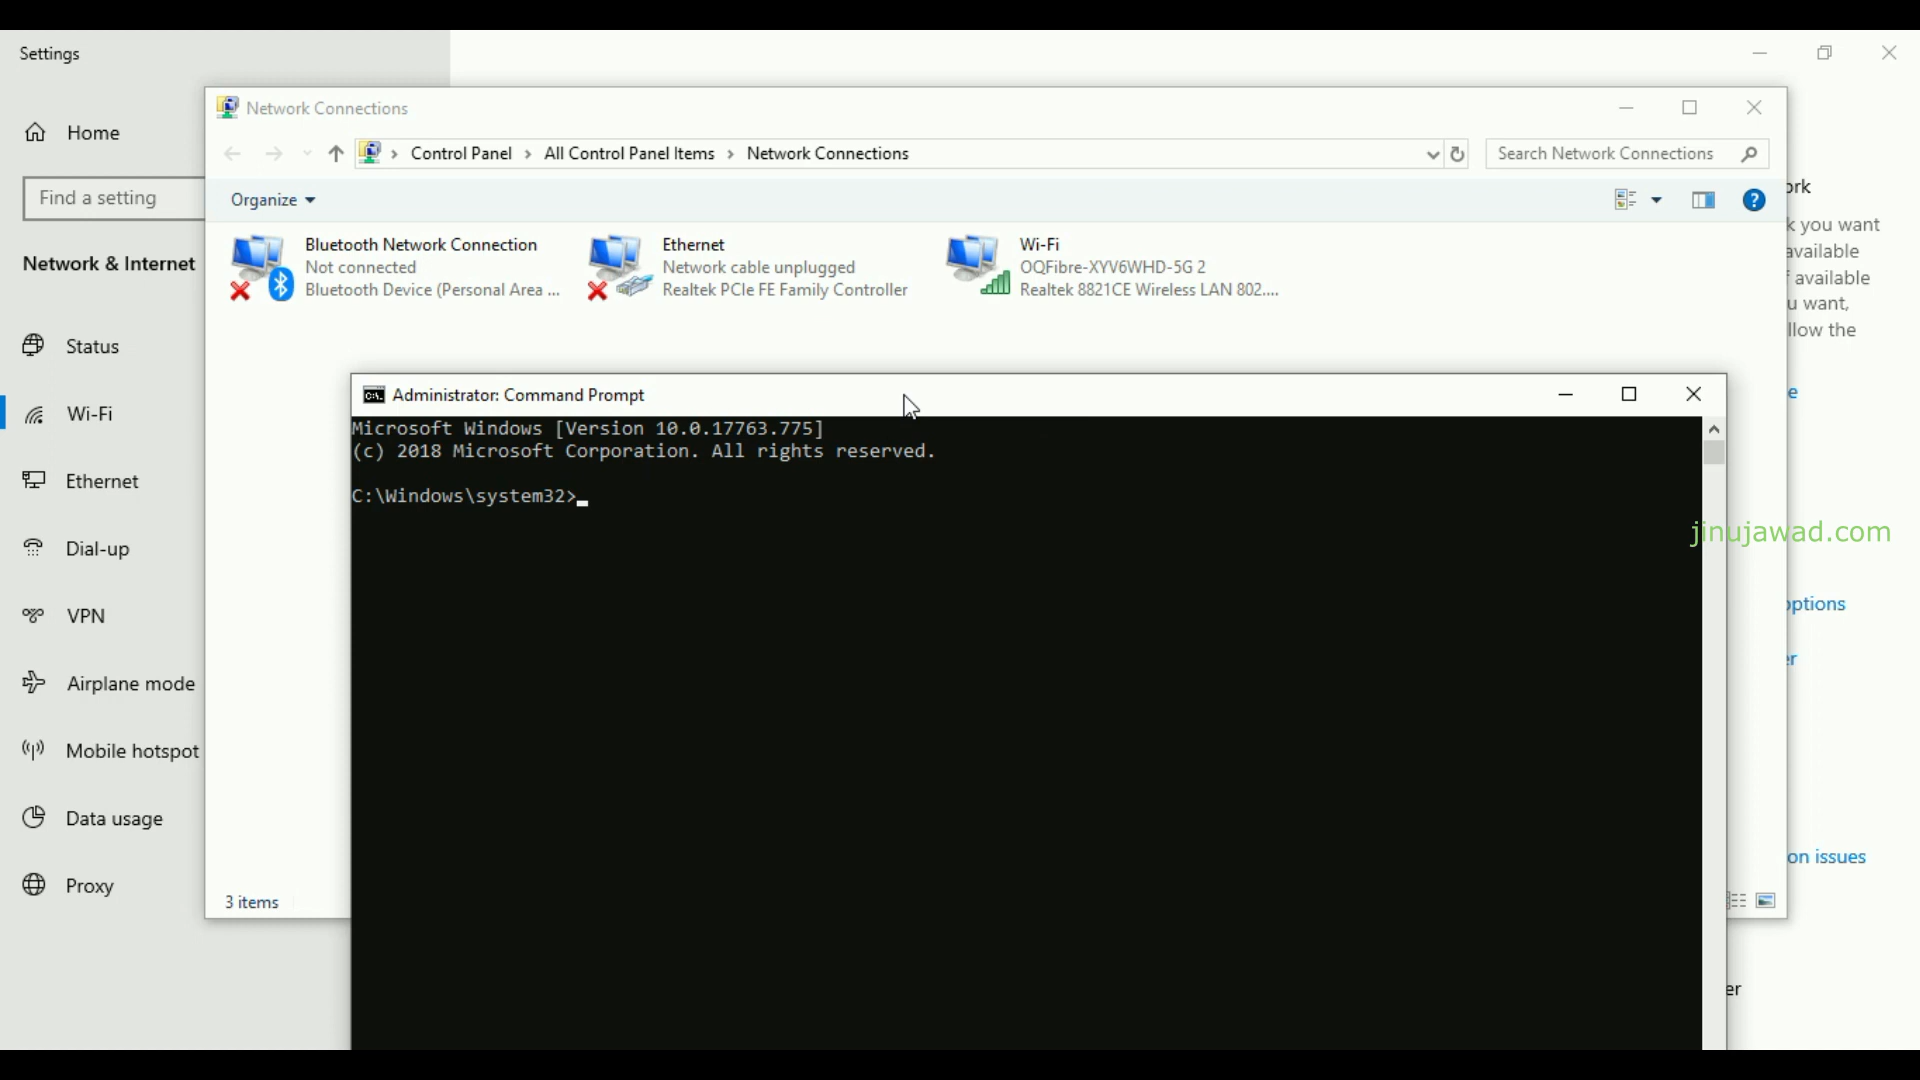 Settings
Home
Find a setting
Network & Internet
Status
Wi-Fi
Ethernet
Dial-up
VPN
Airplane mode
Mobile hotspot
Data usage
Proxy
Network Connections
Control Panel > All Control Panel Items > Network Connections
Search Network Connections
Organize
Bluetooth Network Connection
Not connected
Bluetooth Device (Personal Area ...
Ethernet
Network cable unplugged
Realtek PCIe FE Family Controller
Wi-Fi
OQFibre-XYV6WHD-5G 2
Realtek 8821CE Wireless LAN 802....
3 items
Administrator: Command Prompt
Microsoft Windows [Version 10.0.17763.775]
(c) 2018 Microsoft Corporation. All rights reserved.
C:\Windows\system32>
you want
available
available
want,
the
options
on issues
jinujawad.com